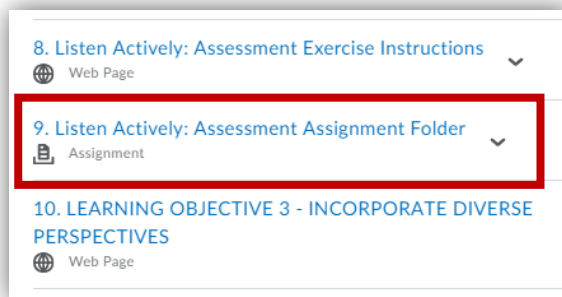 8. Listen Actively: Assessment Exercise Instructions
Web Page
9. Listen Actively: Assessment Assignment Folder
Assignment
10. LEARNING OBJECTIVE 3 - INCORPORATE DIVERSE
PERSPECTIVES
Web Page